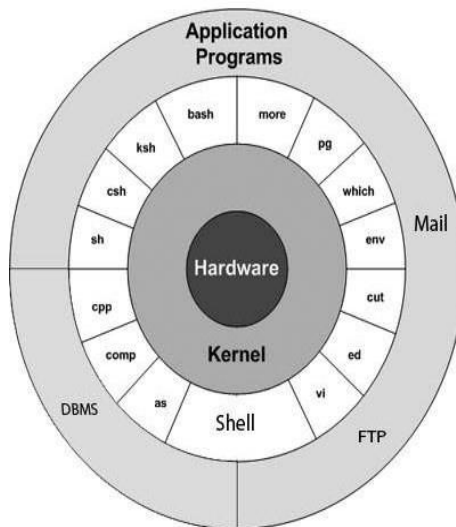 Application
Programs
bash
more
ksh
pg
csh
which
sh
env
Mail
Hardware
cpp
cut
Kernel
comp
ed
DBMS
as
Shell
vi
FTP